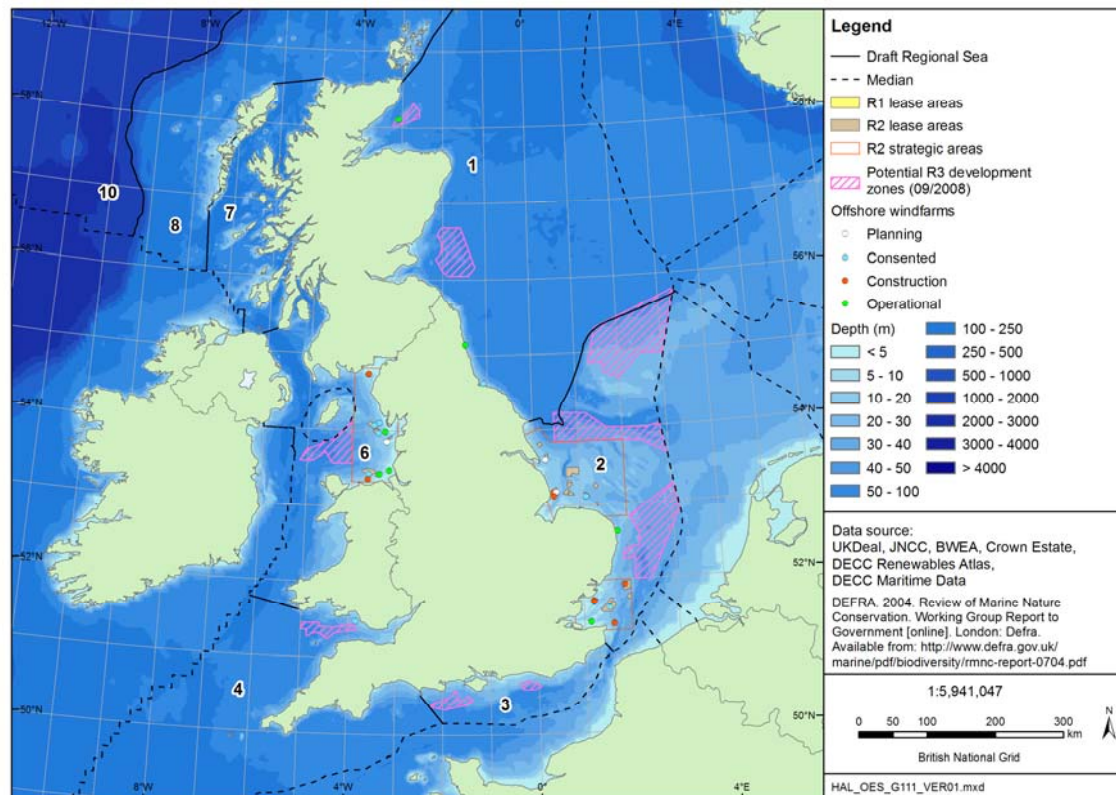 8°W
4°W
0°
4°E
58°N
58°N
56°N
56°N
54°N
54°N
52°N
52°N
50°N
50°N
8°W
4°W
0°
4°E
1
10
8
7
6
2
4
3
Legend
Draft Regional Sea
Median
R1 lease areas
R2 lease areas
R2 strategic areas
Potential R3 development
zones (09/2008)
Offshore windfarms
Planning
Consented
Construction
Operational
Depth (m)
< 5
5 - 10
10 - 20
20 - 30
30 - 40
40 - 50
50 - 100
100 - 250
250 - 500
500 - 1000
1000 - 2000
2000 - 3000
3000 - 4000
> 4000
Data source:
UKDeal, JNCC, BWEA, Crown Estate,
DECC Renewables Atlas,
DECC Maritime Data
DEFRA. 2004. Review of Marine Nature
Conservation. Working Group Report to
Government [online]. London: Defra.
Available from: http://www.defra.gov.uk/
marine/pdf/biodiversity/rmnc-report-0704.pdf
1:5,941,047
N
0 50 100 200 300
km
British National Grid
HAL_OES_G111_VER01.mxd